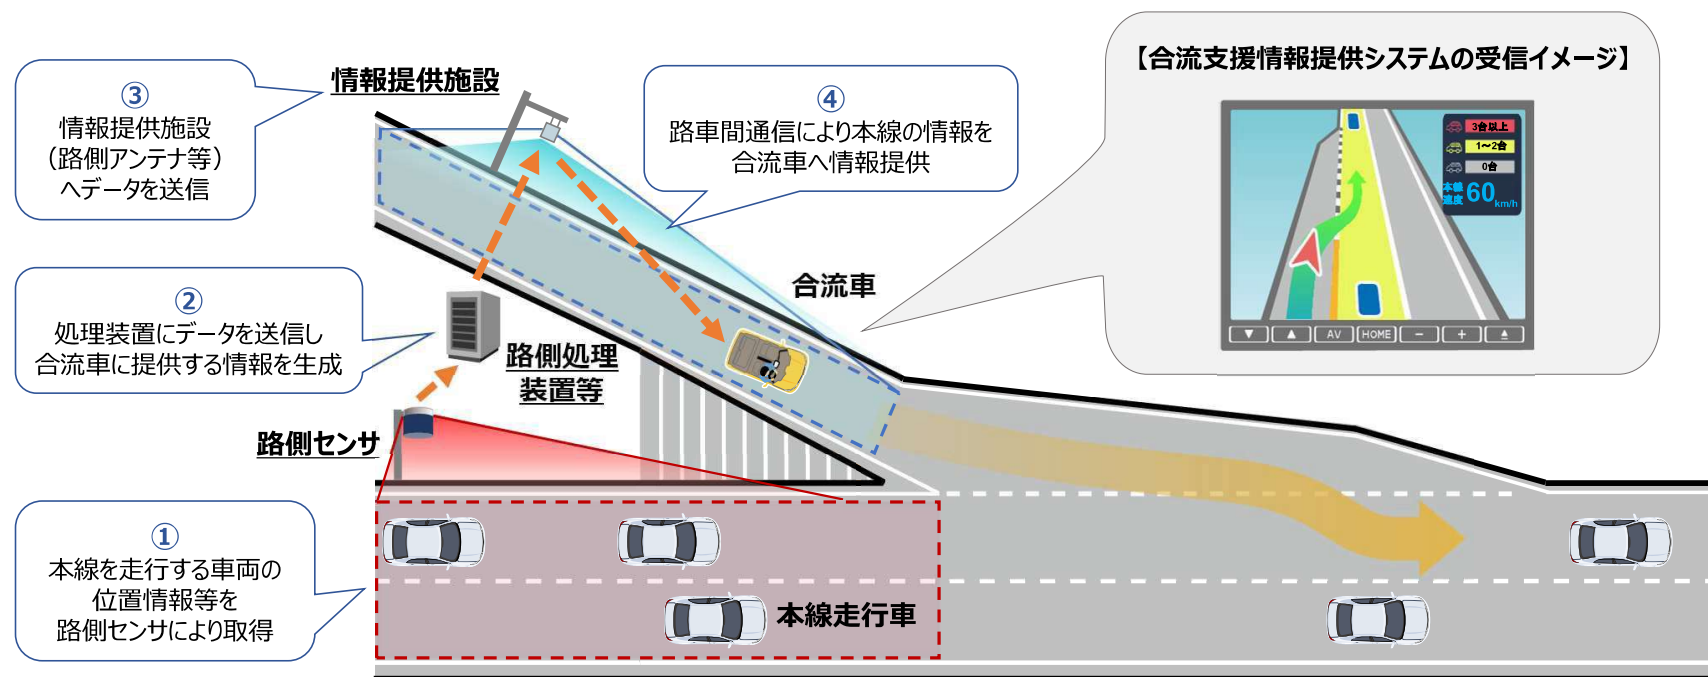 【合流支援情報提供システムの受信イメージ】
3台以上
1～2台
0台
本線
速度
60
km/h
▼
▲
AV
HOME
－
＋
③
情報提供施設
（路側アンテナ等）
へデータを送信
情報提供施設
④
路車間通信により本線の情報を
合流車へ情報提供
合流車
②
処理装置にデータを送信し
合流車に提供する情報を生成
路側処理
装置等
路側センサ
①
本線を走行する車両の
位置情報等を
路側センサにより取得
本線走行車